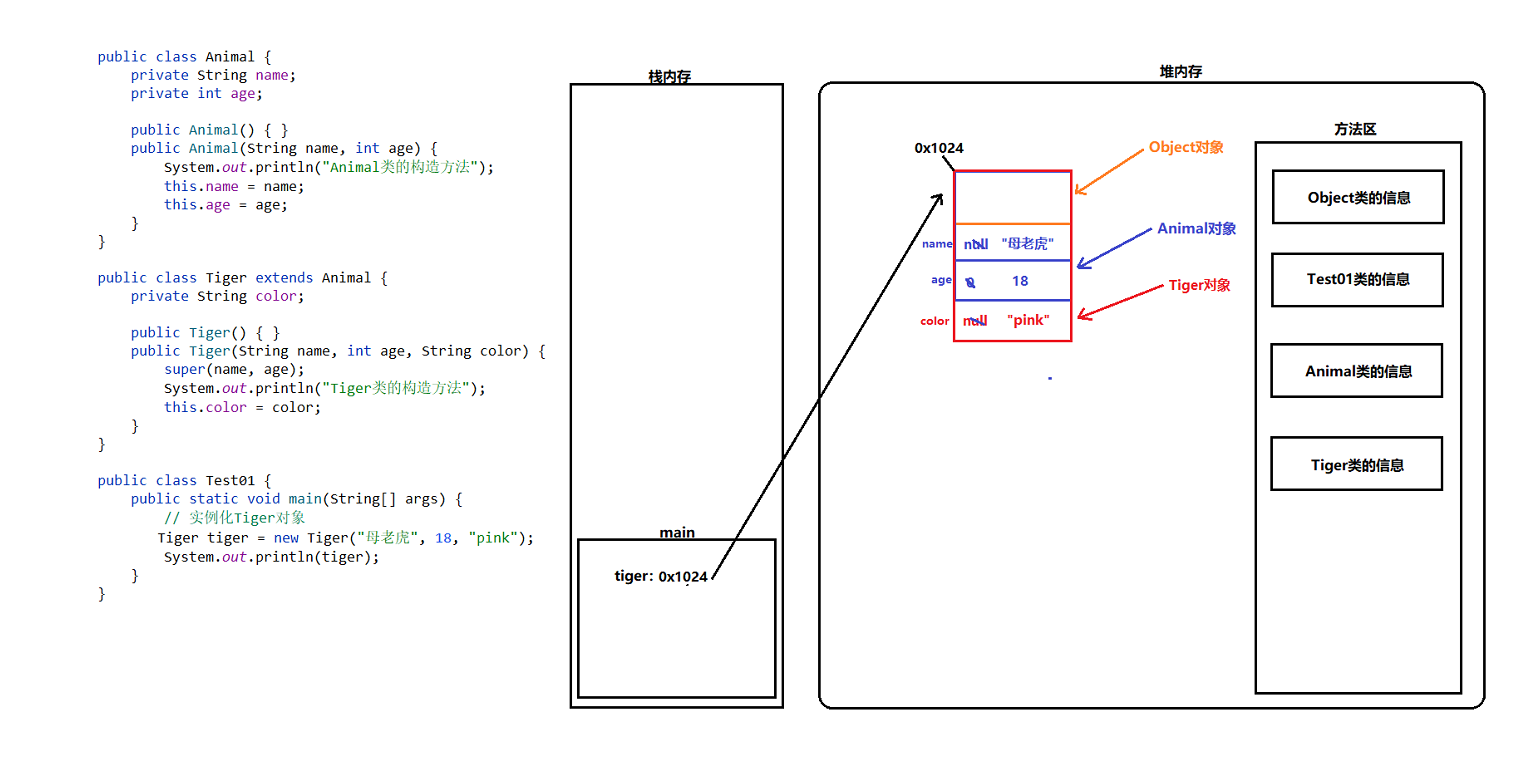 public class Animal {
private String name;
private int age;
public Animal() { }
public Animal(String name, int age) {
System.out.println("Animal类的构造方法");
this.name = name;
this.age = age;
}
}
public class Tiger extends Animal {
private String color;
public Tiger() { }
public Tiger(String name, int age, String color) {
super(name, age);
System.out.println("Tiger类的构造方法");
this.color = color;
}
}
public class Test01 {
public static void main(String[] args) {
// 实例化Tiger对象
Tiger tiger = new Tiger("母老虎", 18, "pink");
System.out.println(tiger);
}
}
栈内存
main
tiger: 0x1024
堆内存
0x1024
Object对象
name null "母老虎"
Animal对象
age 0 18
Tiger对象
color null "pink"
方法区
Object类的信息
Test01类的信息
Animal类的信息
Tiger类的信息